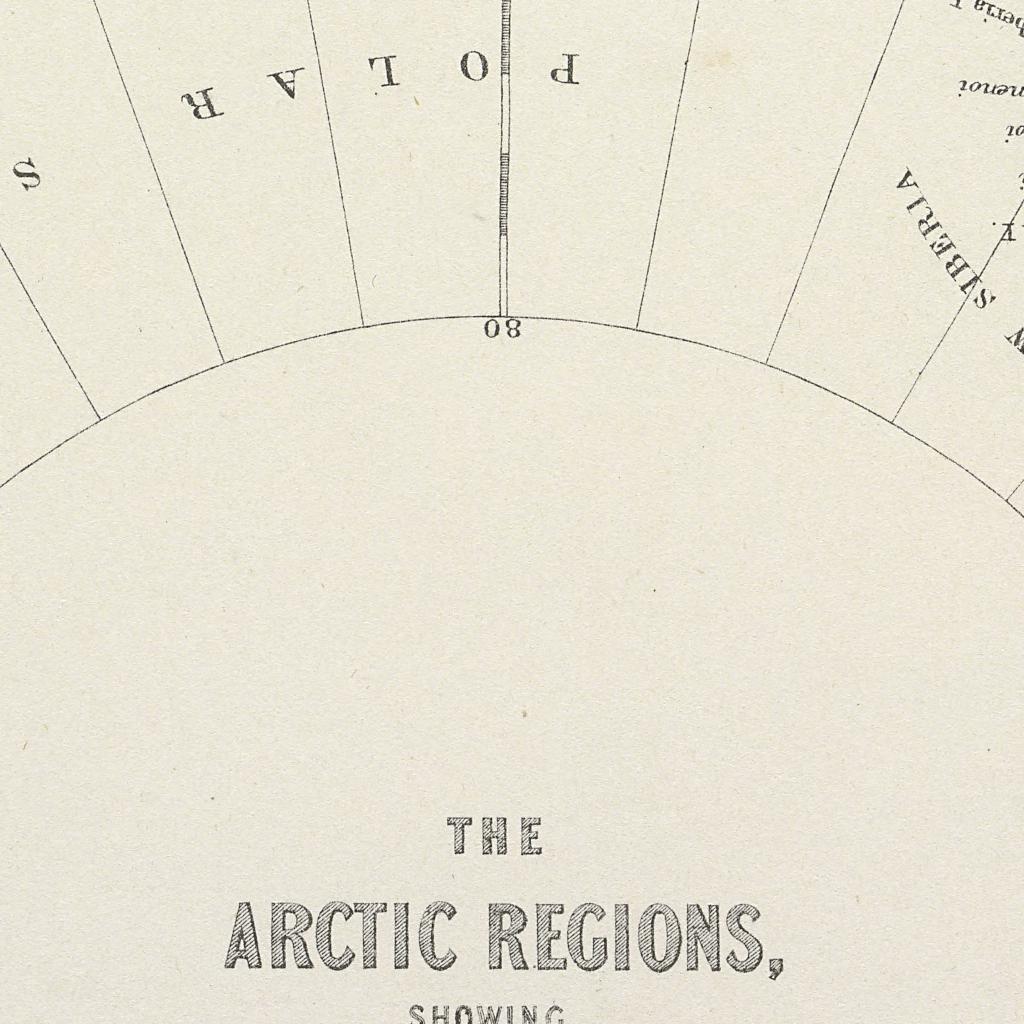 POLAR S
80
SIBERIA
THE
ARCTIC REGIONS,
SHOWING